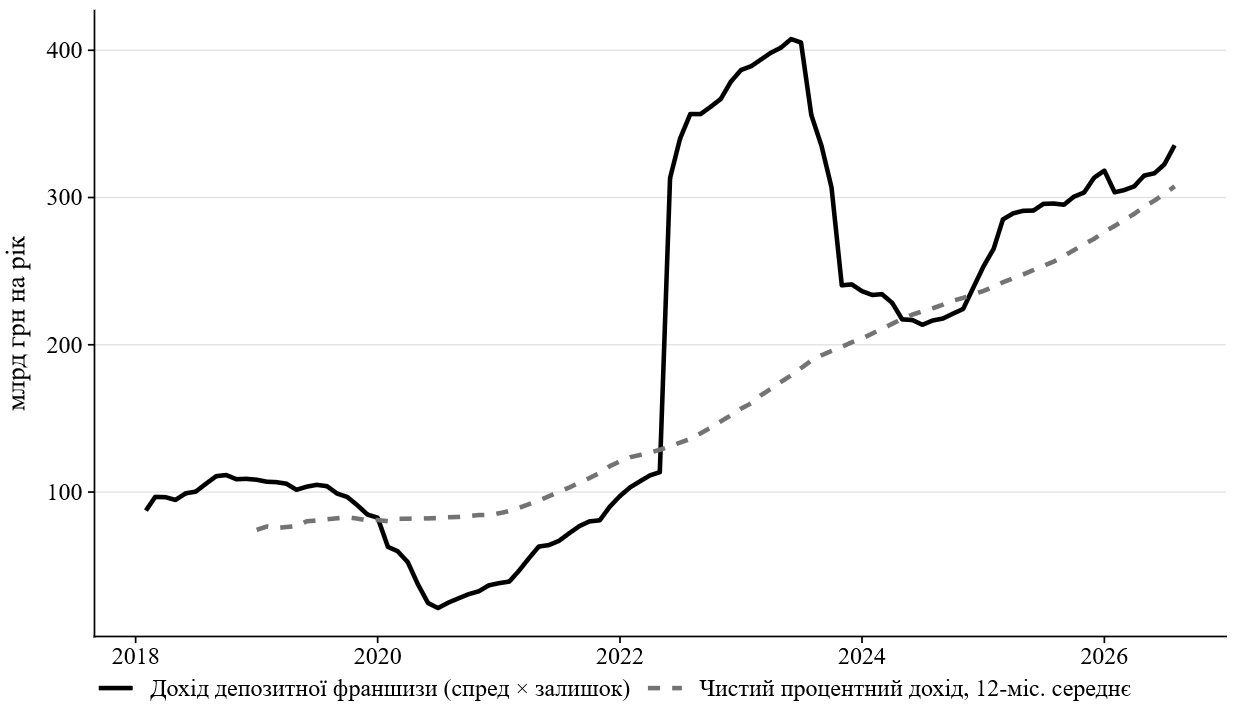 млрд грн на рік
400
300
200
100
2018 2020 2022 2024 2026
Дохід депозитної франшизи (спред × залишок) Чистий процентний дохід, 12-міс. середнє